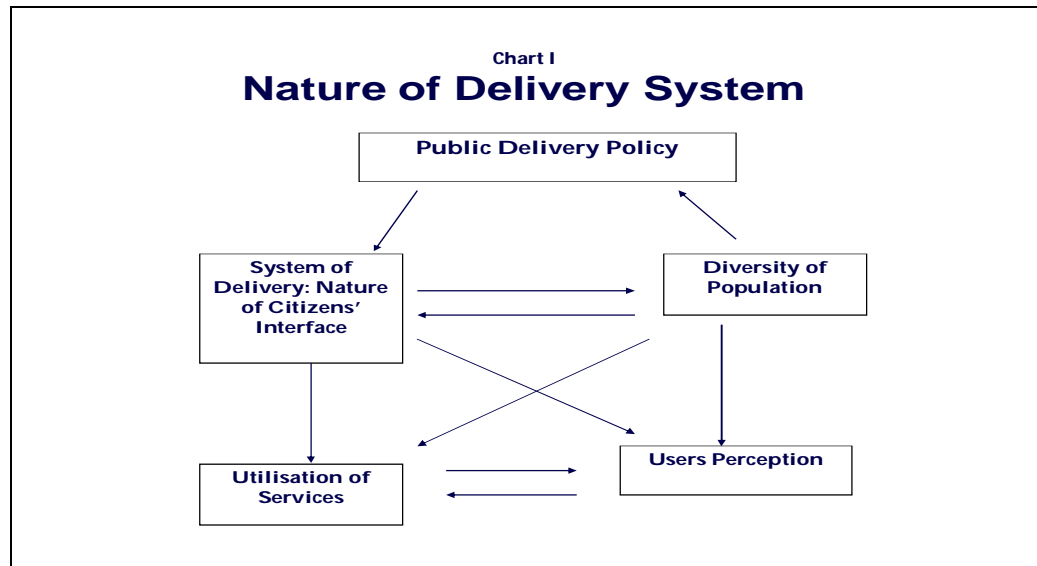 Chart I
Nature of Delivery System
Public Delivery Policy
System of
Delivery: Nature
of Citizens’
Interface
Diversity of
Population
Utilisation of
Services
Users Perception